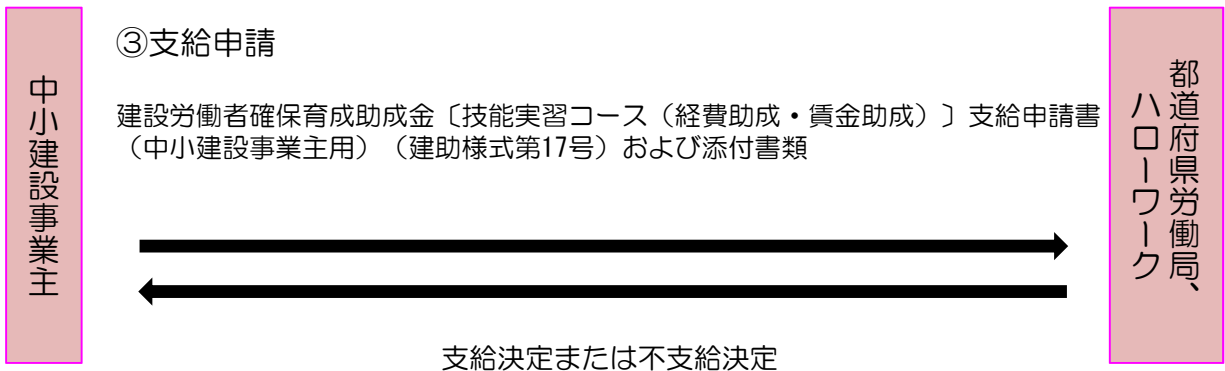 中小建設事業主
③支給申請
建設労働者確保育成助成金〔技能実習コース（経費助成・賃金助成）〕支給申請書
（中小建設事業主用）（建助様式第17号）および添付書類
支給決定または不支給決定
都道府県労働局、
ハローワーク